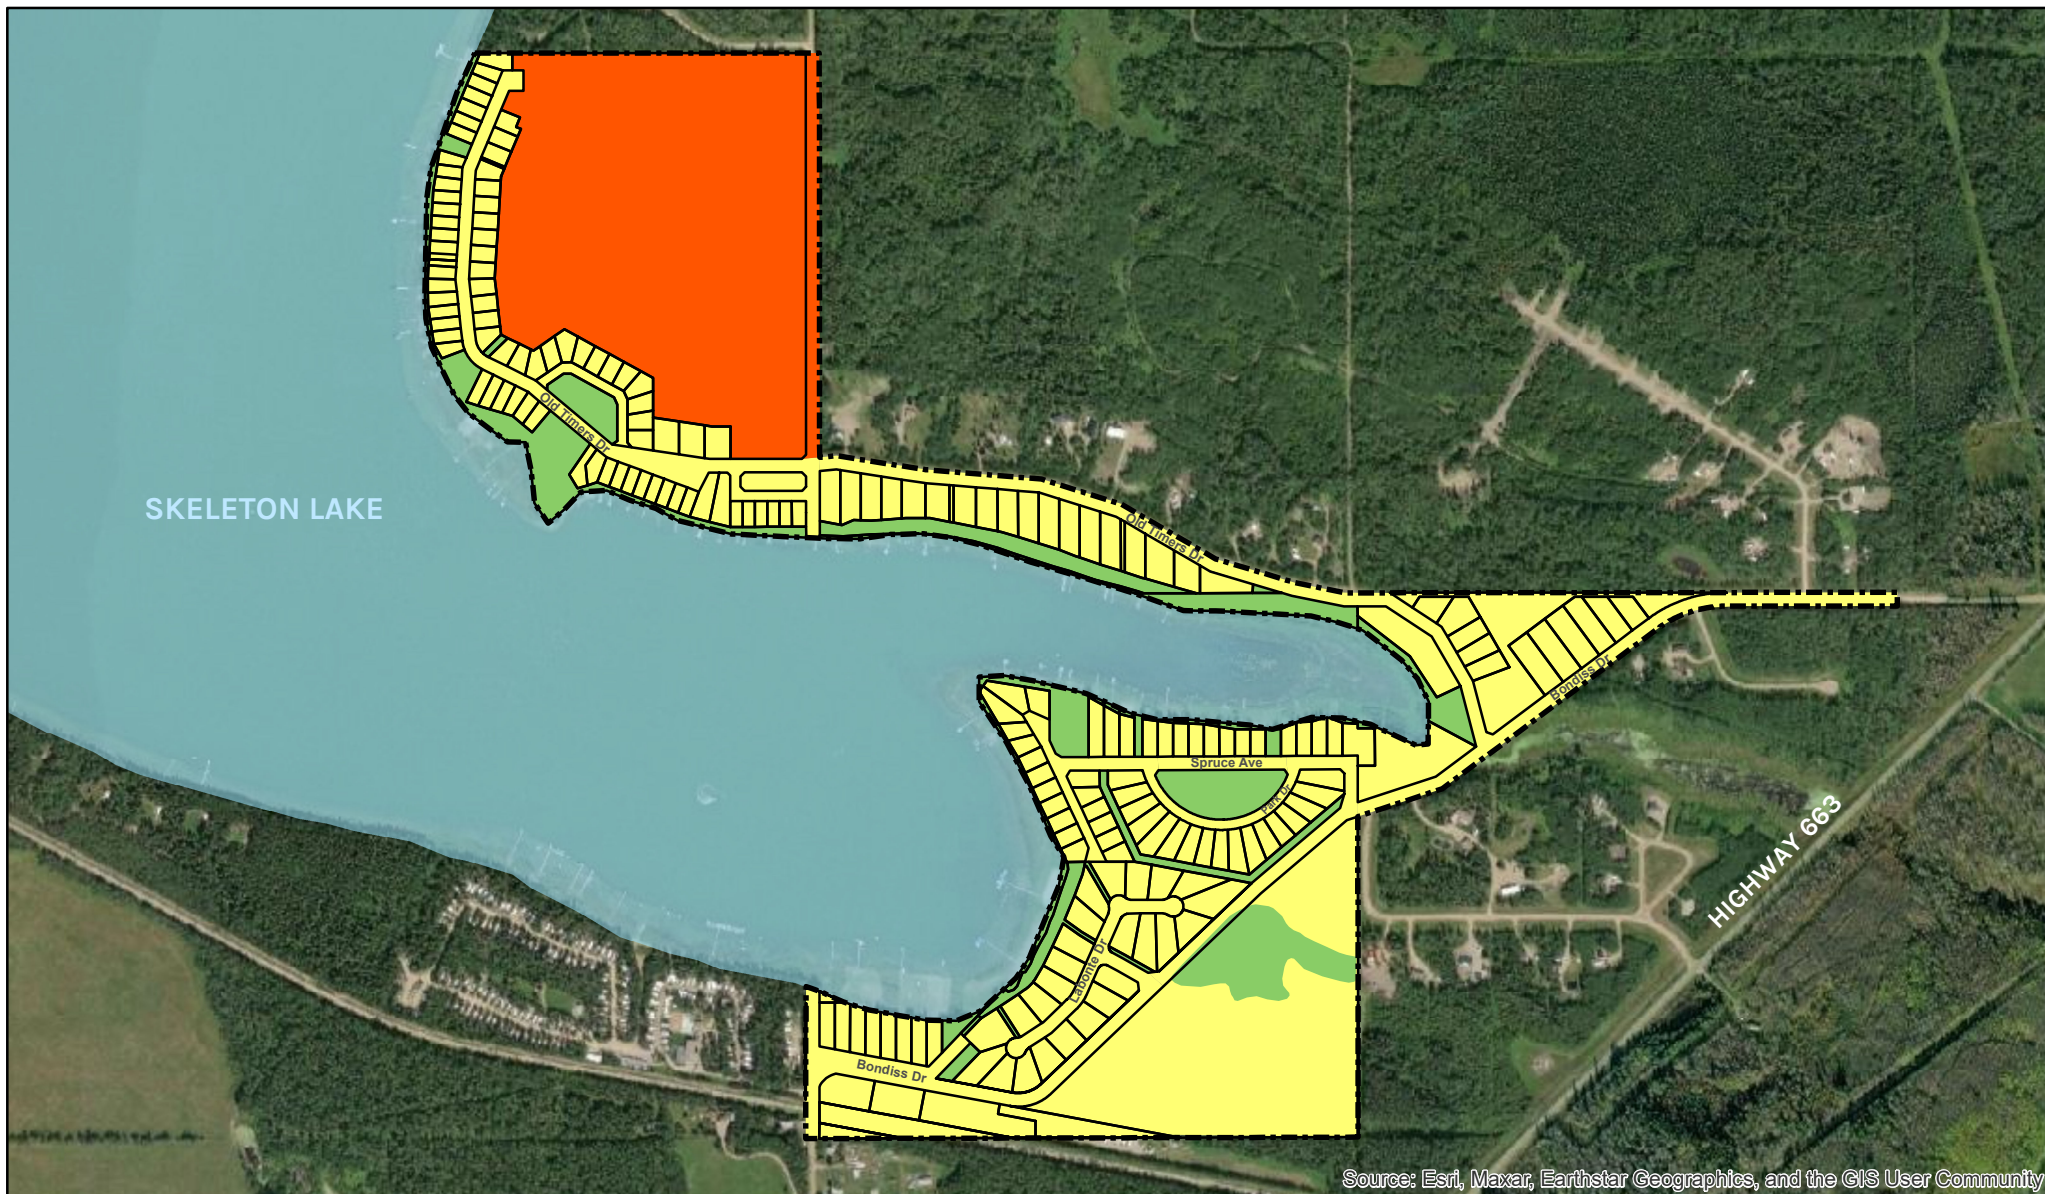 Old Timers Dr
SKELETON LAKE
Old Timers Dr
Bondiss Dr
Spruce Ave
Park Dr
HIGHWAY 663
Labonte Dr
Bondiss Dr
Source: Esri, Maxar, Earthstar Geographics, and the GIS User Community